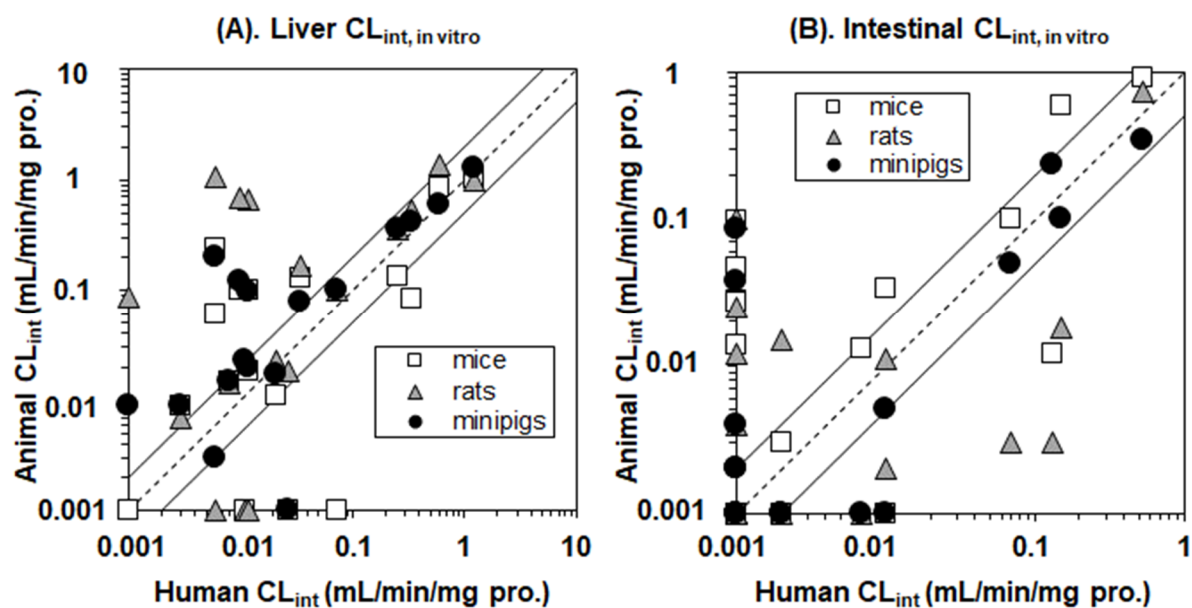 (A). Liver CLint, in vitro
Animal CLint (mL/min/mg pro.)
10
1
0.1
0.01
0.001
mice
rats
minipigs
0.001 0.01 0.1 1 10
Human CLint (mL/min/mg pro.)
(B). Intestinal CLint, in vitro
Animal CLint (mL/min/mg pro.)
1
0.1
0.01
0.001
mice
rats
minipigs
0.001 0.01 0.1 1
Human CLint (mL/min/mg pro.)